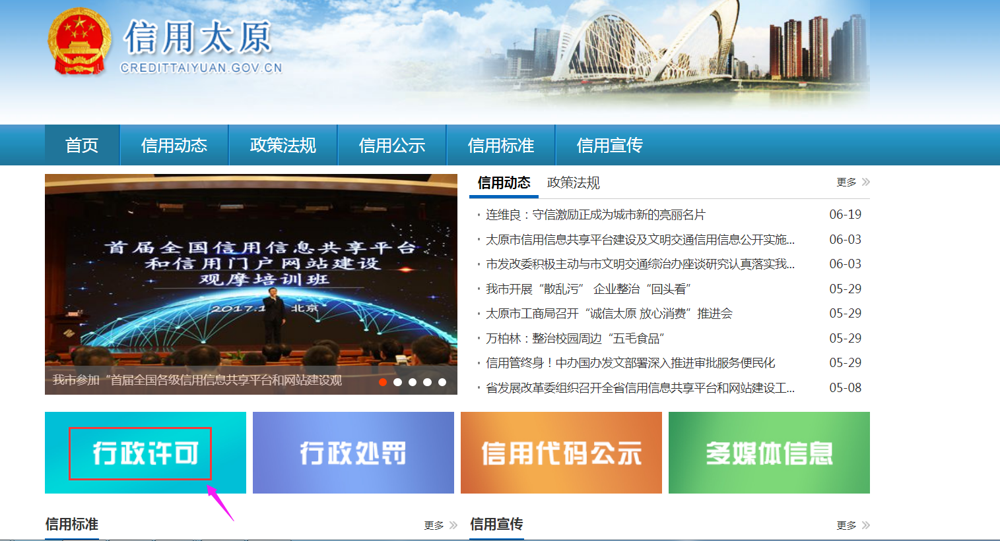 信用太原
CREDITTAIYUAN.GOV.CN
首页 信用动态 政策法规 信用公示 信用标准 信用宣传
首届全国信用信息共享平台
和信用门户网站建设
观摩培训班
2017.1 北京
我市参加“首届全国各级信用信息共享平台和网站建设观
信用动态 政策法规 更多
连维良：守信激励正成为城市新的亮丽名片 06-19
太原市信用信息共享平台建设及文明交通信用信息公开实施... 06-03
市发改委积极主动与市文明交通综治办座谈研究认真落实我... 06-03
我市开展“散乱污” 企业整治“回头看” 05-29
太原市工商局召开“诚信太原 放心消费”推进会 05-29
万柏林：整治校园周边“五毛食品” 05-29
信用管终身！中办国办发文部署深入推进审批服务便民化 05-29
省发展改革委组织召开全省信用信息共享平台和网站建设工... 05-08
行政许可 行政处罚 信用代码公示 多媒体信息
信用标准 更多 信用宣传 更多